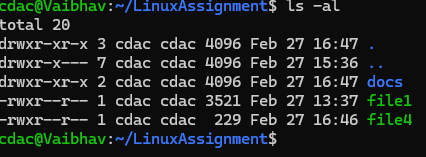 cdac@Vaibhav:~/LinuxAssignment$ ls -al
total 20
drwxr-xr-x 3 cdac cdac 4096 Feb 27 16:47 .
drwxr-x--- 7 cdac cdac 4096 Feb 27 15:36 ..
drwxr-xr-x 2 cdac cdac 4096 Feb 27 16:47 docs
-rwxr--r-- 1 cdac cdac 3521 Feb 27 13:37 file1
-rwxr--r-- 1 cdac cdac  229 Feb 27 16:46 file4
cdac@Vaibhav:~/LinuxAssignment$